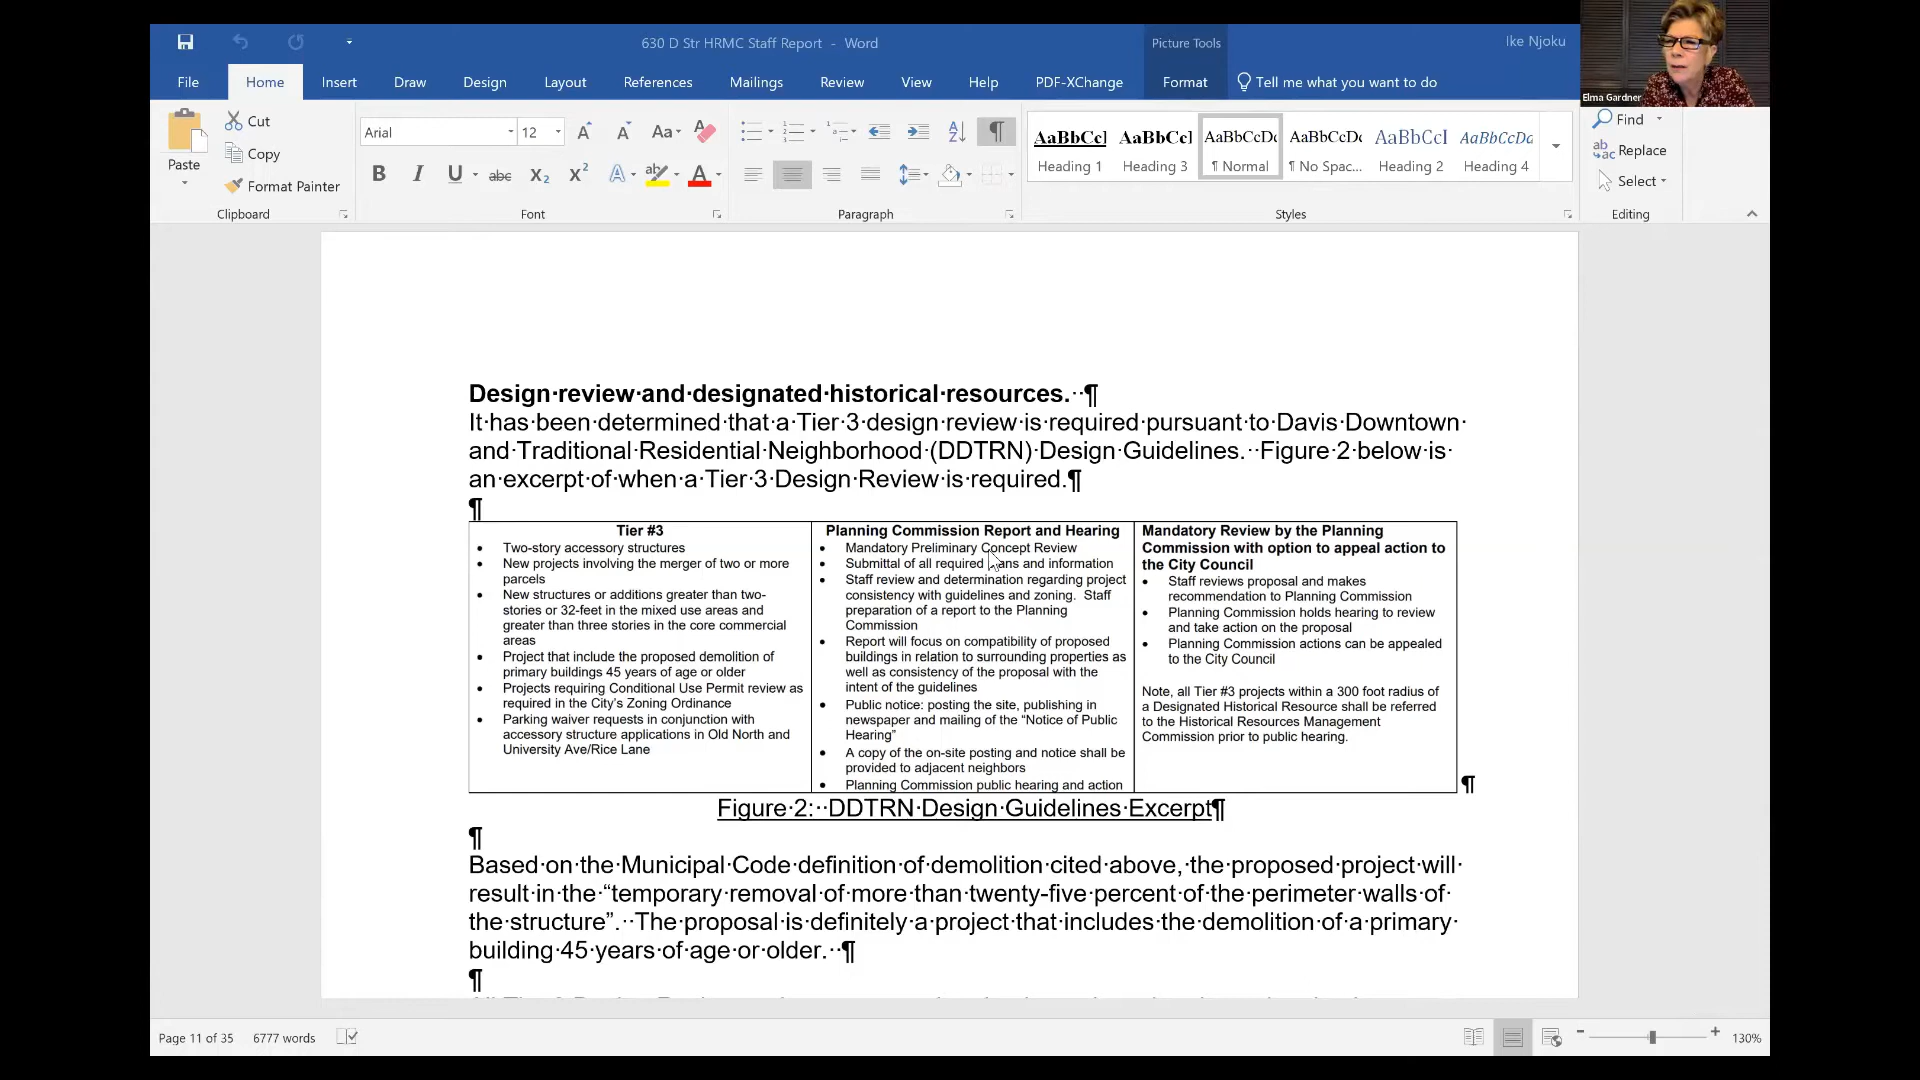 630 D Str HRMC Staff Report - Word
Picture Tools
Ike Njoku
File Home Insert Draw Design Layout References Mailings Review View Help PDF-XChange Format Tell me what you want to do
Elma Gardner
Paste
Cut
Copy
Format Painter
Clipboard
Arial 12
Font
Paragraph
AaBbCcI AaBbCcI AaBbCcDc AaBbCcDc AaBbCcI AaBbCcDc
Heading 1 Heading 3 ¶ Normal ¶ No Spac... Heading 2 Heading 4
Styles
Find
Replace
Select
Editing
Design·review·and·designated·historical·resources.··¶
It·has·been·determined·that·a·Tier·3·design·review·is·required·pursuant·to·Davis·Downtown·
and·Traditional·Residential·Neighborhood·(DDTRN)·Design·Guidelines.··Figure·2·below·is·
an·excerpt·of·when·a·Tier·3·Design·Review·is·required.¶
¶
Tier #3
• Two-story accessory structures
• New projects involving the merger of two or more
parcels
• New structures or additions greater than two-
stories or 32-feet in the mixed use areas and
greater than three stories in the core commercial
areas
• Project that include the proposed demolition of
primary buildings 45 years of age or older
• Projects requiring Conditional Use Permit review as
required in the City's Zoning Ordinance
• Parking waiver requests in conjunction with
accessory structure applications in Old North and
University Ave/Rice Lane
Planning Commission Report and Hearing
• Mandatory Preliminary Concept Review
• Submittal of all required plans and information
• Staff review and determination regarding project
consistency with guidelines and zoning. Staff
preparation of a report to the Planning
Commission
• Report will focus on compatibility of proposed
buildings in relation to surrounding properties as
well as consistency of the proposal with the
intent of the guidelines
• Public notice: posting the site, publishing in
newspaper and mailing of the “Notice of Public
Hearing”
• A copy of the on-site posting and notice shall be
provided to adjacent neighbors
• Planning Commission public hearing and action
Mandatory Review by the Planning
Commission with option to appeal action to
the City Council
• Staff reviews proposal and makes
recommendation to Planning Commission
• Planning Commission holds hearing to review
and take action on the proposal
• Planning Commission actions can be appealed
to the City Council
Note, all Tier #3 projects within a 300 foot radius of
a Designated Historical Resource shall be referred
to the Historical Resources Management
Commission prior to public hearing.
¶
Figure·2:··DDTRN·Design·Guidelines·Excerpt¶
¶
Based·on·the·Municipal·Code·definition·of·demolition·cited·above,·the·proposed·project·will·
result·in·the·“temporary·removal·of·more·than·twenty-five·percent·of·the·perimeter·walls·of·
the·structure”.··The·proposal·is·definitely·a·project·that·includes·the·demolition·of·a·primary·
building·45·years·of·age·or·older.··¶
¶
Page 11 of 35 6777 words
130%